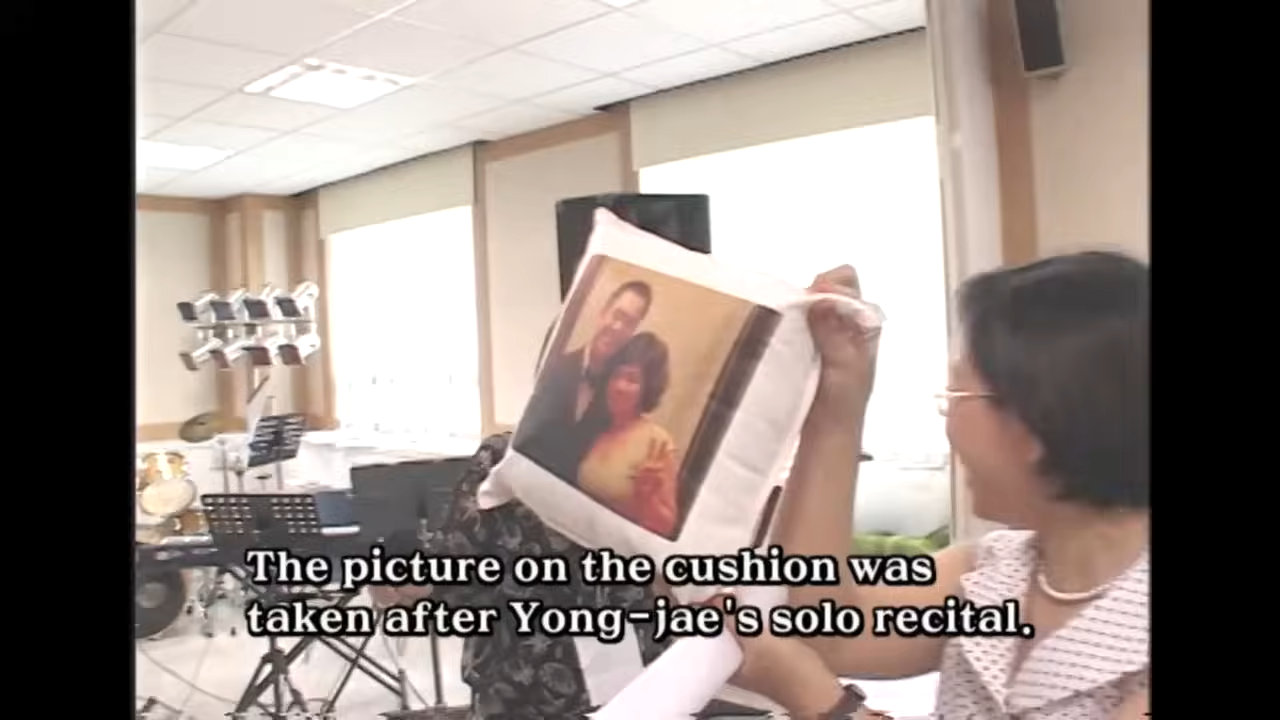 The picture on the cushion was
taken after Yong-jae's solo recital.